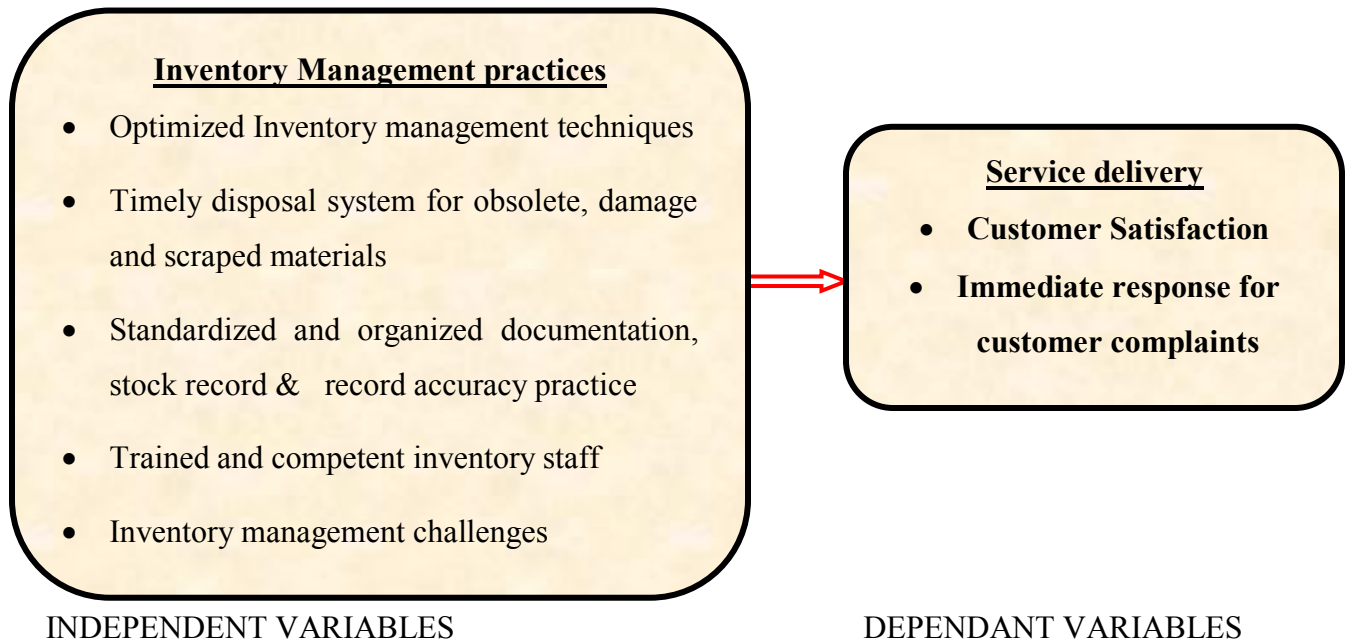 Inventory Management practices
• Optimized Inventory management techniques
• Timely disposal system for obsolete, damage
and scraped materials
• Standardized and organized documentation,
stock record & record accuracy practice
• Trained and competent inventory staff
• Inventory management challenges
INDEPENDENT VARIABLES
Service delivery
• Customer Satisfaction
• Immediate response for
customer complaints
DEPENDANT VARIABLES